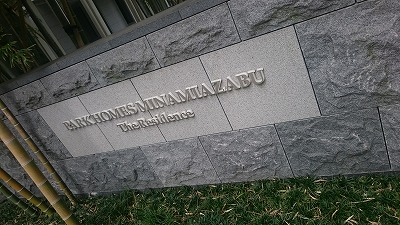 PARK HOMES MINAMIAZABU
The Residence